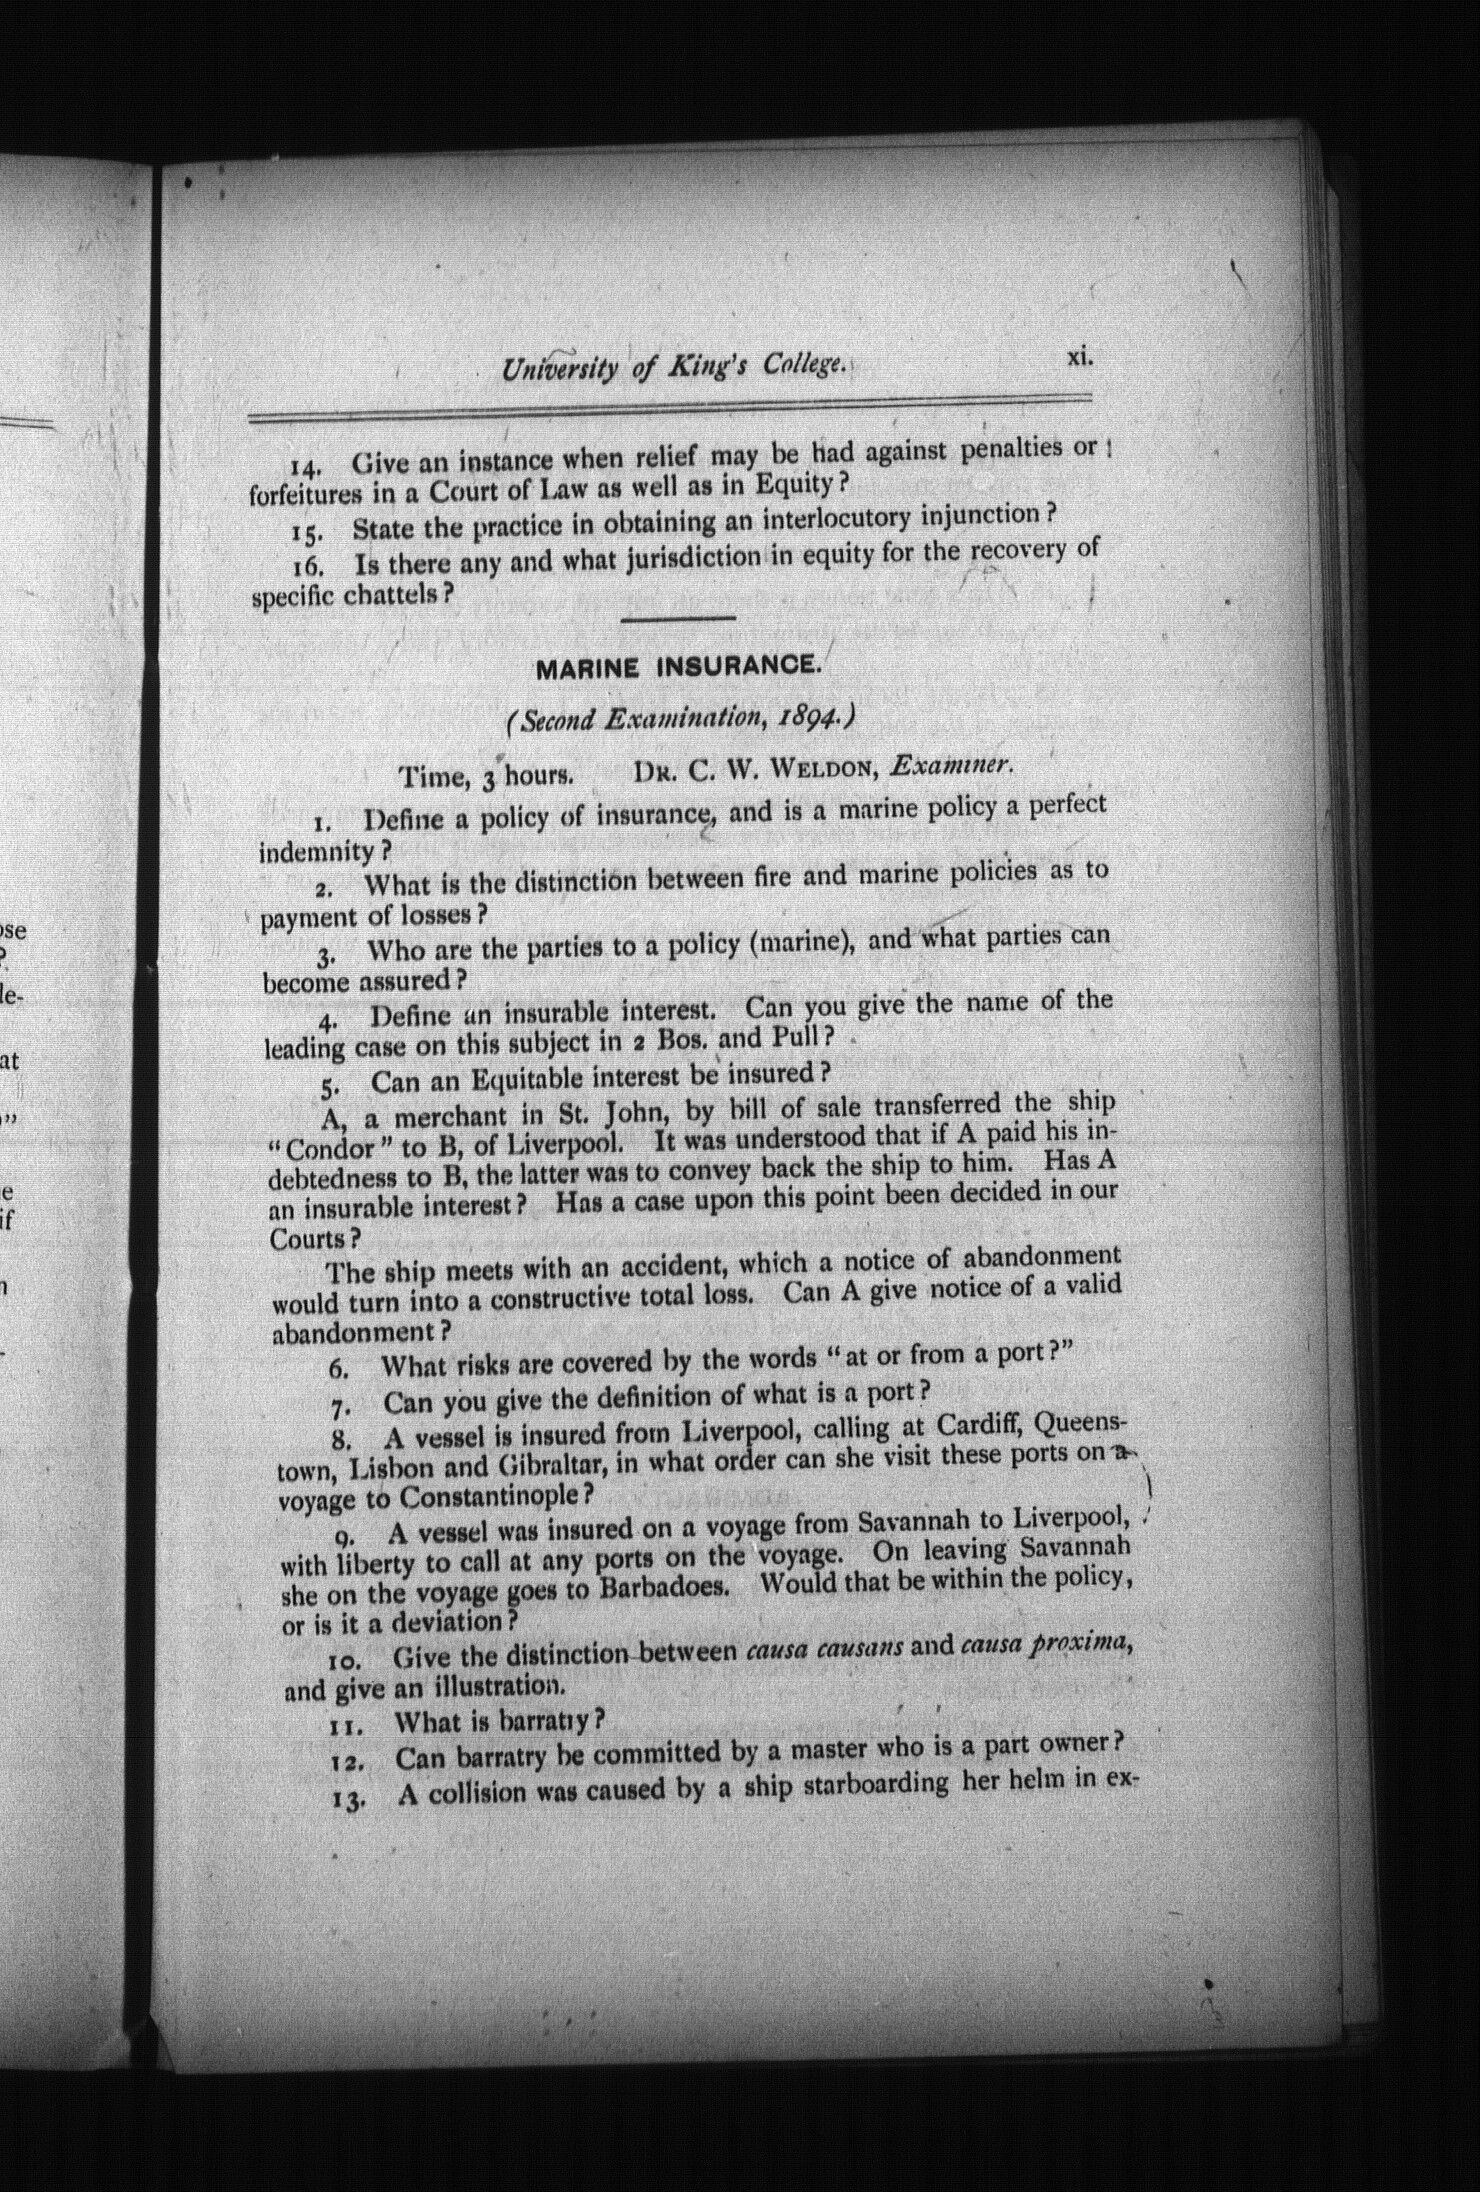 University of King's College. xi.
14. Give an instance when relief may be had against penalties or
forfeitures in a Court of Law as well as in Equity?
15. State the practice in obtaining an interlocutory injunction?
16. Is there any and what jurisdiction in equity for the recovery of
specific chattels?
MARINE INSURANCE.
(Second Examination, 1894.)
Time, 3 hours. DR. C. W. WELDON, Examiner.
1. Define a policy of insurance, and is a marine policy a perfect
indemnity?
2. What is the distinction between fire and marine policies as to
payment of losses?
3. Who are the parties to a policy (marine), and what parties can
become assured?
4. Define an insurable interest. Can you give the name of the
leading case on this subject in 2 Bos. and Pull?
5. Can an Equitable interest be insured?
A, a merchant in St. John, by bill of sale transferred the ship
"Condor" to B, of Liverpool. It was understood that if A paid his in-
debtedness to B, the latter was to convey back the ship to him. Has A
an insurable interest? Has a case upon this point been decided in our
Courts?
The ship meets with an accident, which a notice of abandonment
would turn into a constructive total loss. Can A give notice of a valid
abandonment?
6. What risks are covered by the words "at or from a port?"
7. Can you give the definition of what is a port?
8. A vessel is insured from Liverpool, calling at Cardiff, Queens-
town, Lisbon and Gibraltar, in what order can she visit these ports on a
voyage to Constantinople?
9. A vessel was insured on a voyage from Savannah to Liverpool,
with liberty to call at any ports on the voyage. On leaving Savannah
she on the voyage goes to Barbadoes. Would that be within the policy,
or is it a deviation?
10. Give the distinction between causa causans and causa proxima,
and give an illustration.
11. What is barratry?
12. Can barratry be committed by a master who is a part owner?
13. A collision was caused by a ship starboarding her helm in ex-